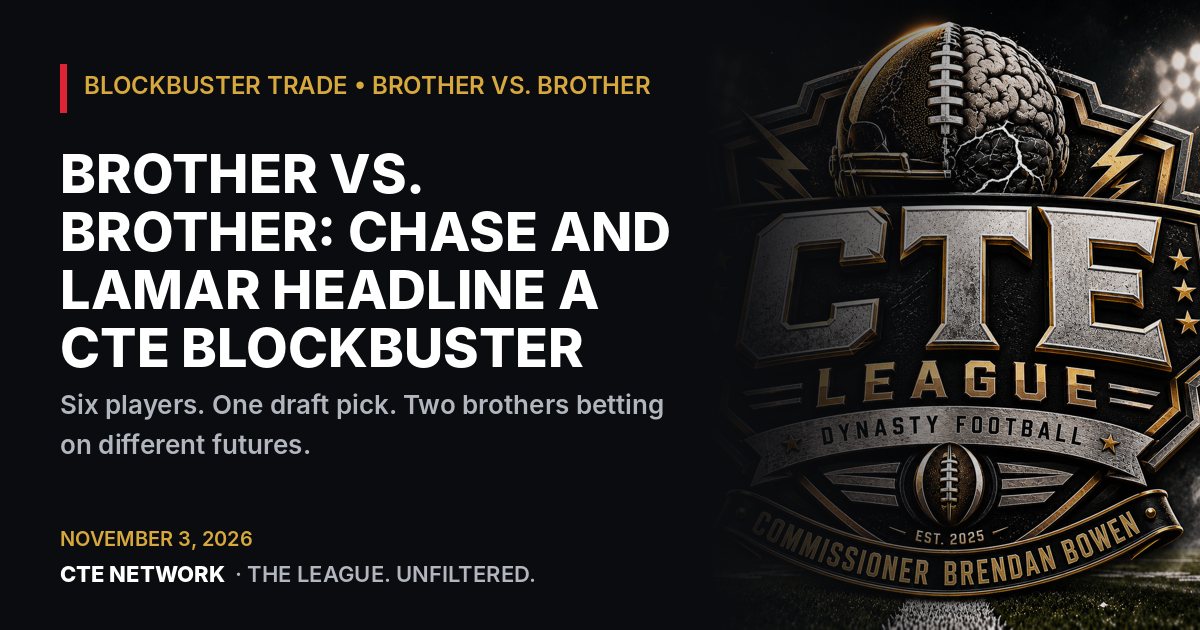 BLOCKBUSTER TRADE • BROTHER VS. BROTHER
BROTHER VS.
BROTHER: CHASE AND
LAMAR HEADLINE A
CTE BLOCKBUSTER
Six players. One draft pick. Two brothers betting
on different futures.
NOVEMBER 3, 2026
CTE NETWORK · THE LEAGUE. UNFILTERED.
CTE
LEAGUE
DYNASTY FOOTBALL
EST. 2025
COMMISSIONER BRENDAN BOWEN